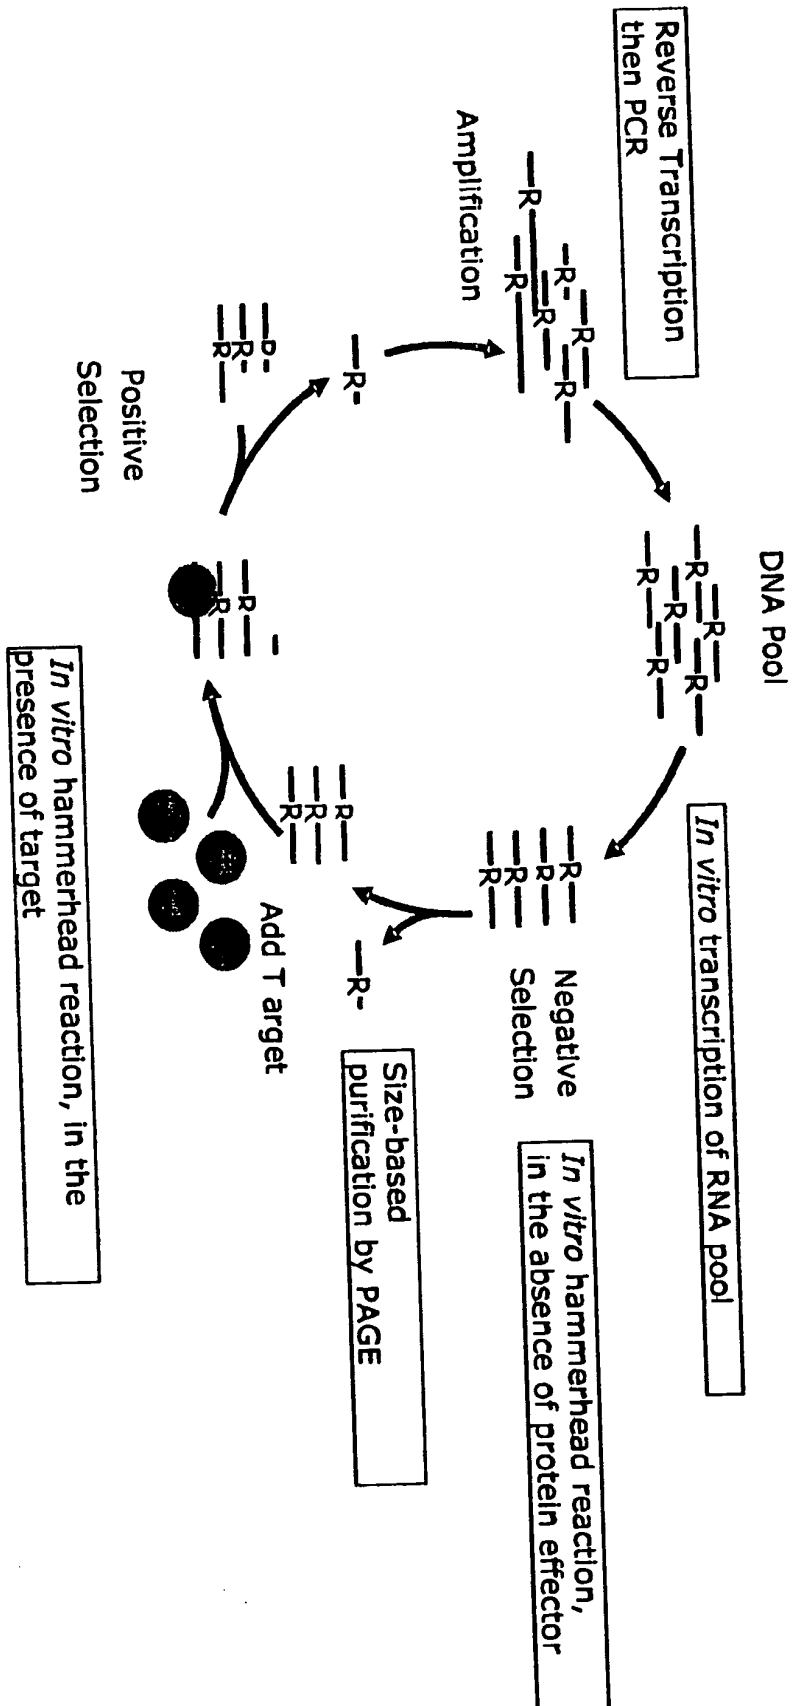 DNA Pool
In vitro transcription of RNA pool
R
R
R
R
R
R
Reverse Transcription
then PCR
R
R
R
R
R
R
Amplification
R
R
R
R
Negative
Selection
In vitro hammerhead reaction,
in the absence of protein effector
R-
R-
Size-based
purification by PAGE
R
R
R
Add T arget
R
R
R-
R
Positive
Selection
In vitro hammerhead reaction, in the
presence of target